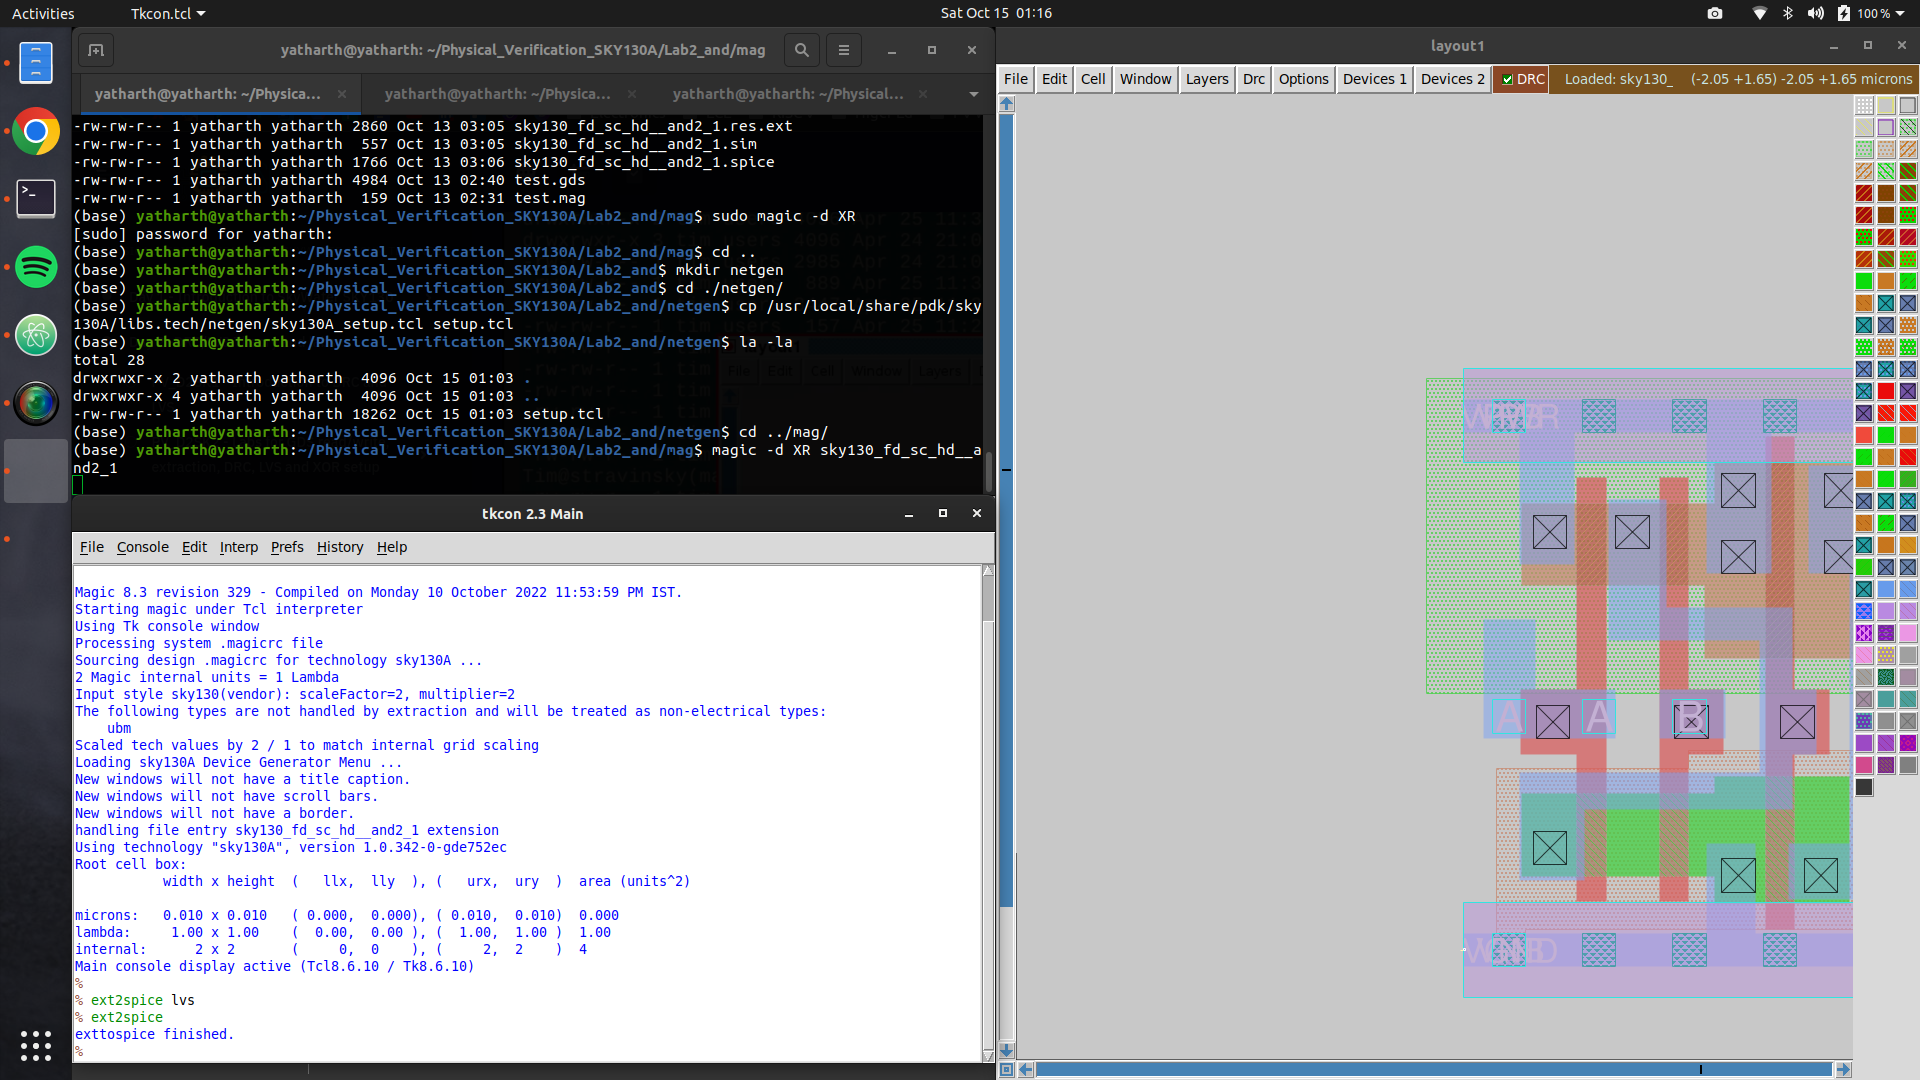 Activities
Tkcon.tcl
Sat Oct 15 01:16
100 %
yatharth@yatharth: ~/Physical_Verification_SKY130A/Lab2_and/mag
yatharth@yatharth: ~/Physica...
yatharth@yatharth: ~/Physica...
yatharth@yatharth: ~/Physical...
-rw-rw-r-- 1 yatharth yatharth 2860 Oct 13 03:05 sky130_fd_sc_hd__and2_1.res.ext
-rw-rw-r-- 1 yatharth yatharth  557 Oct 13 03:05 sky130_fd_sc_hd__and2_1.sim
-rw-rw-r-- 1 yatharth yatharth 1766 Oct 13 03:06 sky130_fd_sc_hd__and2_1.spice
-rw-rw-r-- 1 yatharth yatharth 4984 Oct 13 02:40 test.gds
-rw-rw-r-- 1 yatharth yatharth  159 Oct 13 02:31 test.mag
(base) yatharth@yatharth:~/Physical_Verification_SKY130A/Lab2_and/mag$ sudo magic -d XR
[sudo] password for yatharth:
(base) yatharth@yatharth:~/Physical_Verification_SKY130A/Lab2_and/mag$ cd ..
(base) yatharth@yatharth:~/Physical_Verification_SKY130A/Lab2_and$ mkdir netgen
(base) yatharth@yatharth:~/Physical_Verification_SKY130A/Lab2_and$ cd ./netgen/
(base) yatharth@yatharth:~/Physical_Verification_SKY130A/Lab2_and/netgen$ cp /usr/local/share/pdk/sky
130A/libs.tech/netgen/sky130A_setup.tcl setup.tcl
(base) yatharth@yatharth:~/Physical_Verification_SKY130A/Lab2_and/netgen$ la -la
total 28
drwxrwxr-x 2 yatharth yatharth  4096 Oct 15 01:03 .
drwxrwxr-x 4 yatharth yatharth  4096 Oct 15 01:03 ..
-rw-rw-r-- 1 yatharth yatharth 18262 Oct 15 01:03 setup.tcl
(base) yatharth@yatharth:~/Physical_Verification_SKY130A/Lab2_and/netgen$ cd ../mag/
(base) yatharth@yatharth:~/Physical_Verification_SKY130A/Lab2_and/mag$ magic -d XR sky130_fd_sc_hd__a
nd2_1
tkcon 2.3 Main
File Console Edit Interp Prefs History Help
Magic 8.3 revision 329 - Compiled on Monday 10 October 2022 11:53:59 PM IST.
Starting magic under Tcl interpreter
Using Tk console window
Processing system .magicrc file
Sourcing design .magicrc for technology sky130A ...
2 Magic internal units = 1 Lambda
Input style sky130(vendor): scaleFactor=2, multiplier=2
The following types are not handled by extraction and will be treated as non-electrical types:
    ubm
Scaled tech values by 2 / 1 to match internal grid scaling
Loading sky130A Device Generator Menu ...
New windows will not have a title caption.
New windows will not have scroll bars.
New windows will not have a border.
handling file entry sky130_fd_sc_hd__and2_1 extension
Using technology "sky130A", version 1.0.342-0-gde752ec
Root cell box:
           width x height  (   llx,  lly  ), (   urx,  ury  )  area (units^2)
microns:   0.010 x 0.010   ( 0.000,  0.000), ( 0.010,  0.010)  0.000
lambda:     1.00 x 1.00    (  0.00,  0.00 ), (  1.00,  1.00 )  1.00
internal:      2 x 2       (     0,  0    ), (     2,  2    )  4
Main console display active (Tcl8.6.10 / Tk8.6.10)
%
% ext2spice lvs
% ext2spice
exttospice finished.
%
layout1
File Edit Cell Window Layers Drc Options Devices 1 Devices 2 DRC Loaded: sky130_ (-2.05 +1.65) -2.05 +1.65 microns
A A B